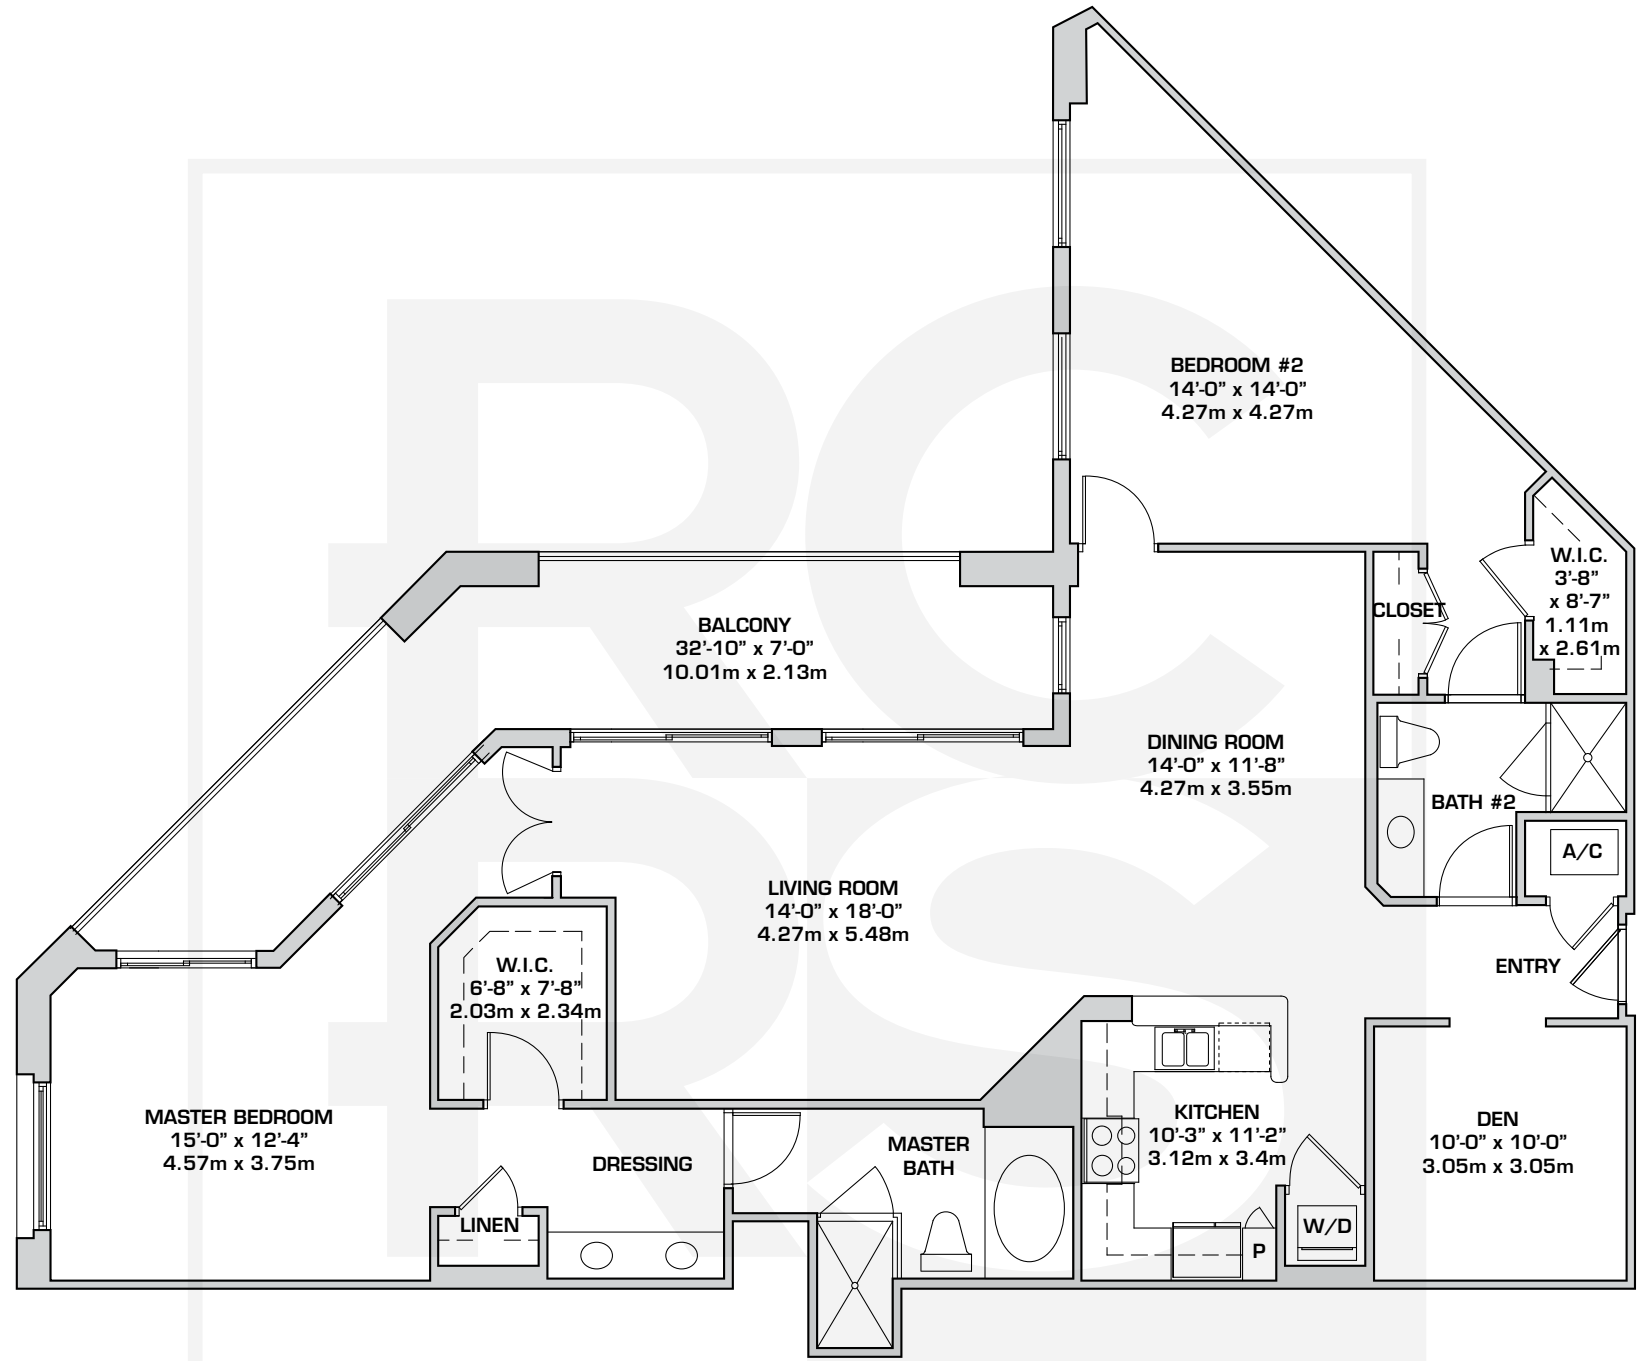 BEDROOM #2
14'-0" x 14'-0"
4.27m x 4.27m
W.I.C.
3'-8"
x 8'-7"
1.11m
x 2.61m
CLOSET
BALCONY
32'-10" x 7'-0"
10.01m x 2.13m
DINING ROOM
14'-0" x 11'-8"
4.27m x 3.55m
BATH #2
A/C
LIVING ROOM
14'-0" x 18'-0"
4.27m x 5.48m
ENTRY
W.I.C.
6'-8" x 7'-8"
2.03m x 2.34m
MASTER BEDROOM
15'-0" x 12'-4"
4.57m x 3.75m
DRESSING
MASTER
BATH
KITCHEN
10'-3" x 11'-2"
3.12m x 3.4m
DEN
10'-0" x 10'-0"
3.05m x 3.05m
LINEN
W/D
P
RC
RS